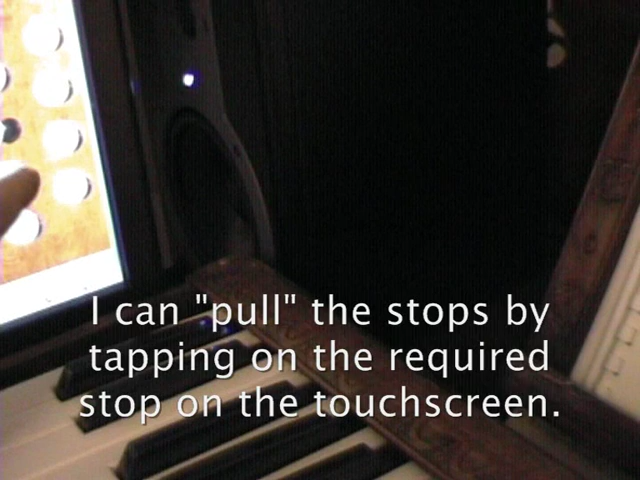 I can "pull" the stops by
tapping on the required
stop on the touchscreen.